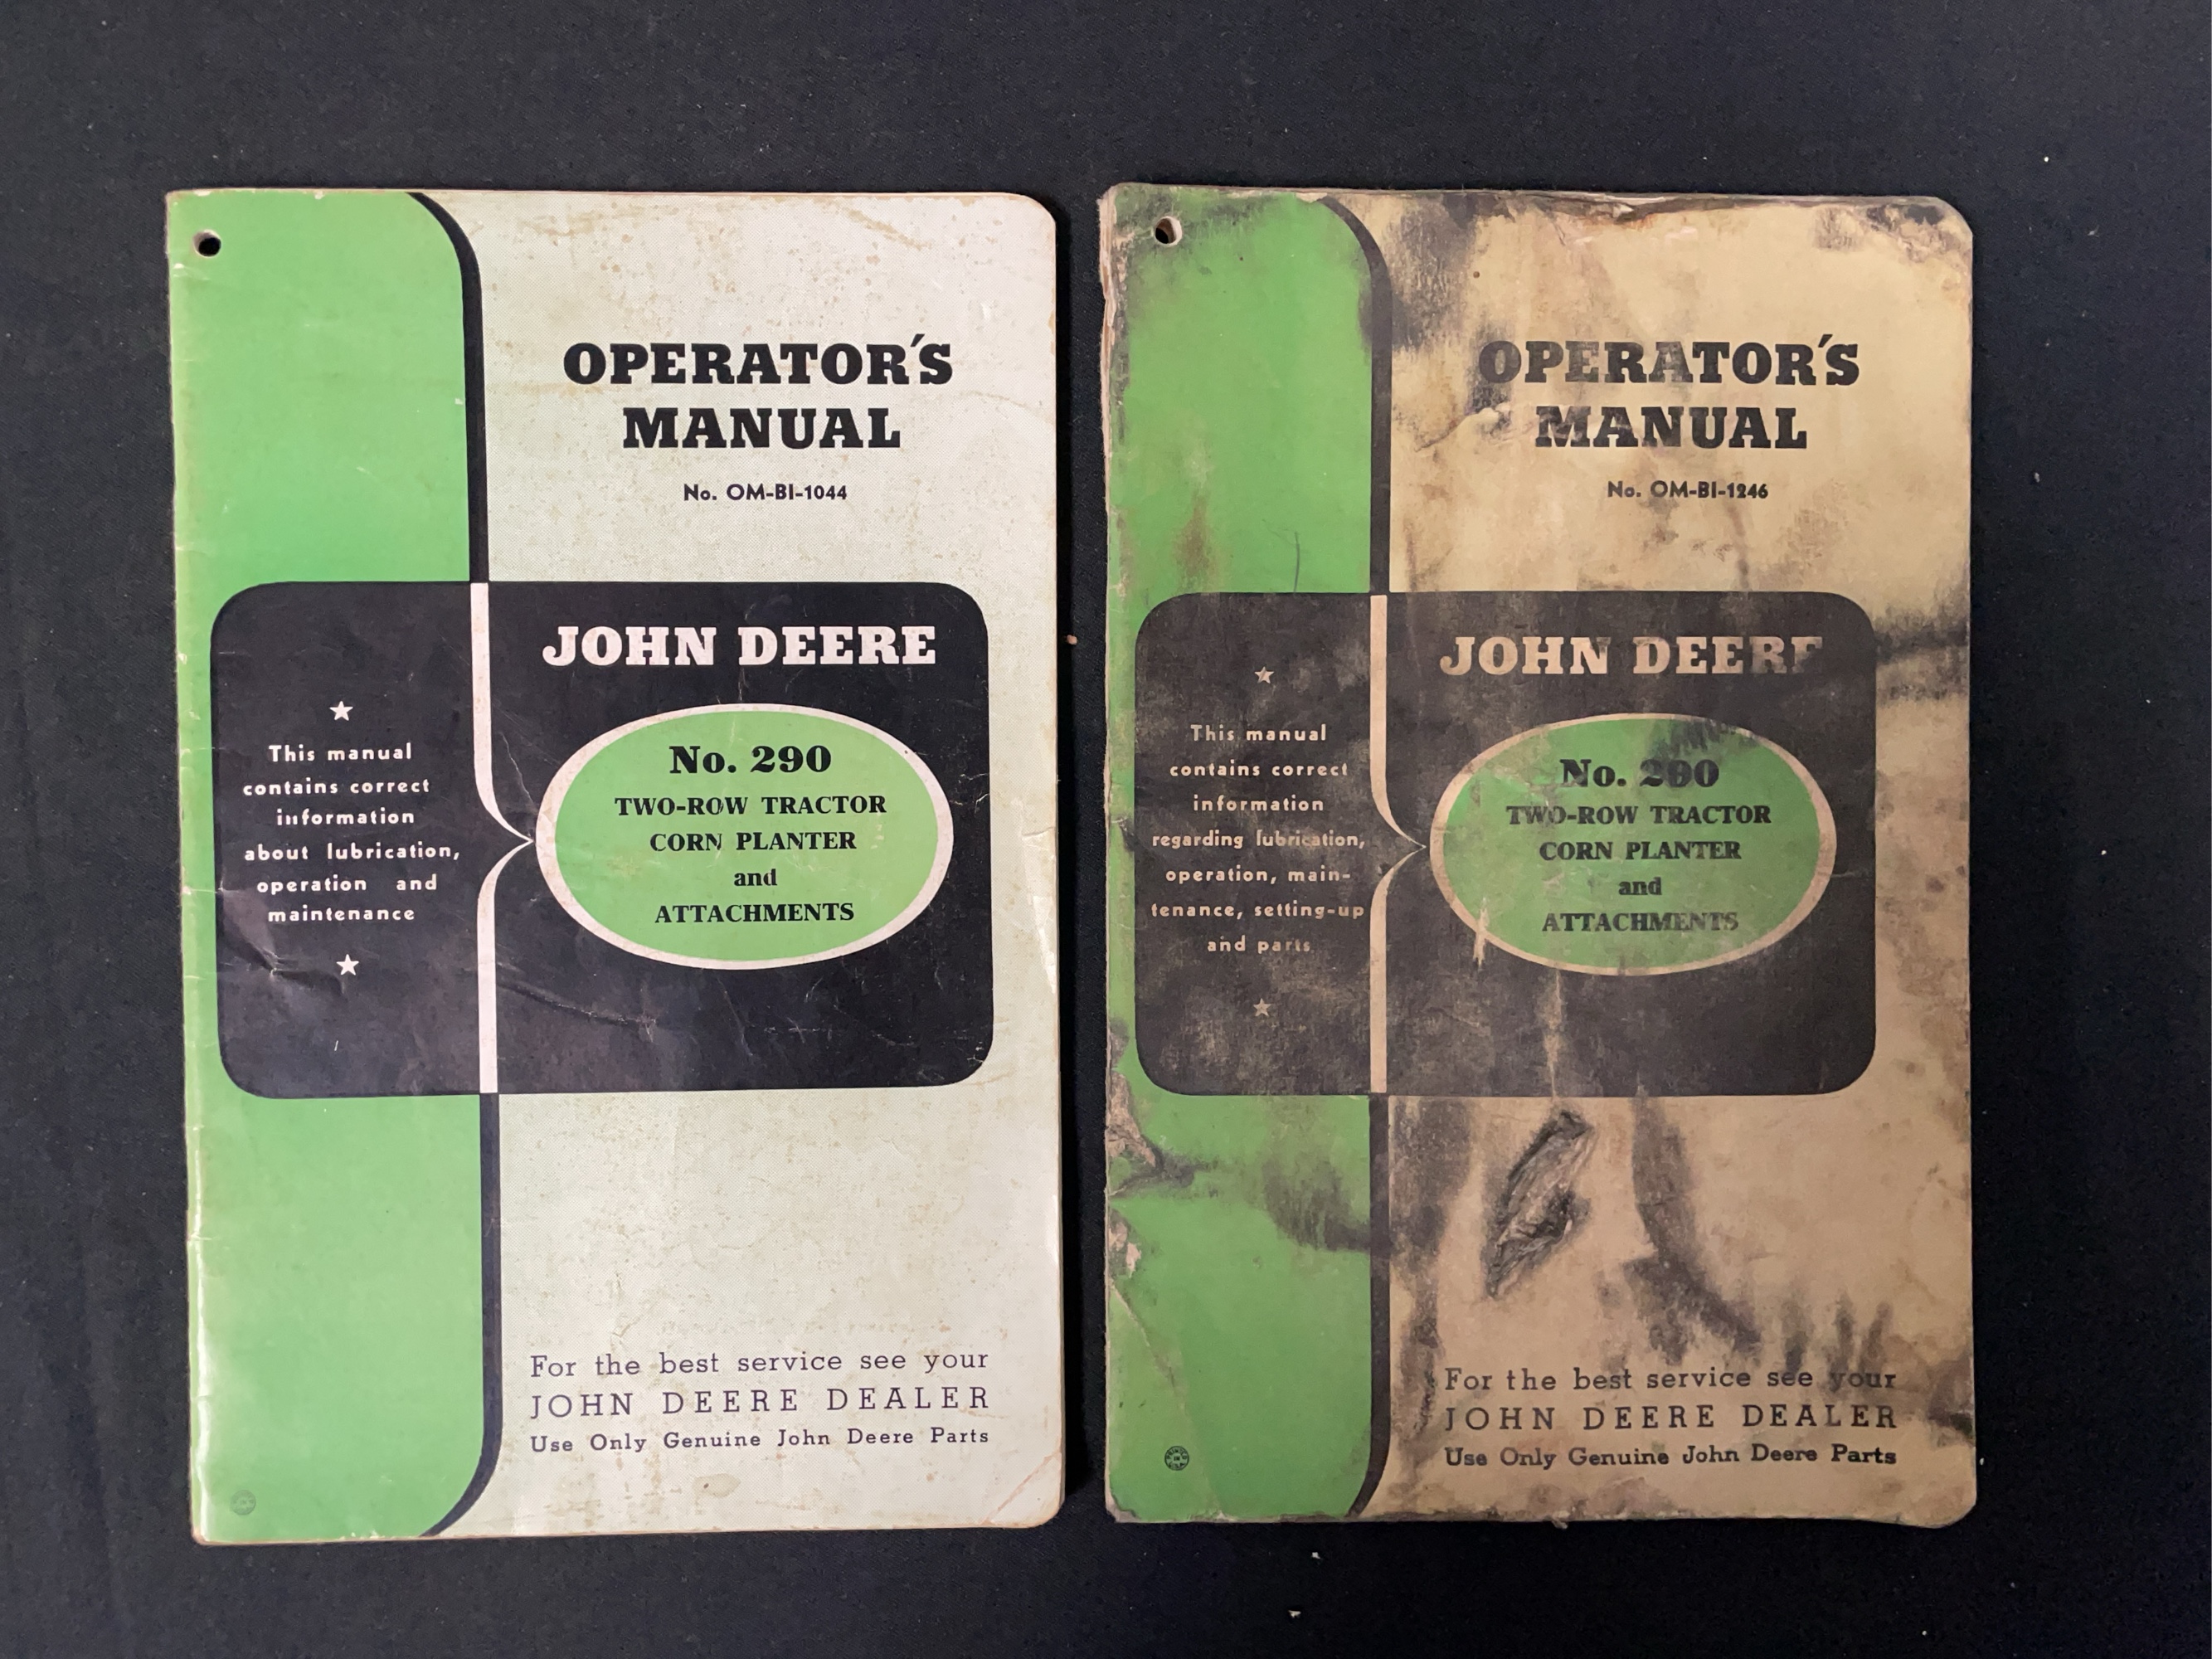 OPERATOR'S
MANUAL
No. OM-BI-1044
JOHN DEERE
This manual
contains correct
information
about lubrication,
operation and
maintenance
No. 290
TWO-ROW TRACTOR
CORN PLANTER
and
ATTACHMENTS
For the best service see your
JOHN DEERE DEALER
Use Only Genuine John Deere Parts
OPERATOR'S
MANUAL
No. OM-BI-1246
JOHN DEERE
This manual
contains correct
information
regarding lubrication,
operation, main-
tenance, setting-up
and parts
No. 290
TWO-ROW TRACTOR
CORN PLANTER
and
ATTACHMENTS
For the best service see your
JOHN DEERE DEALER
Use Only Genuine John Deere Parts